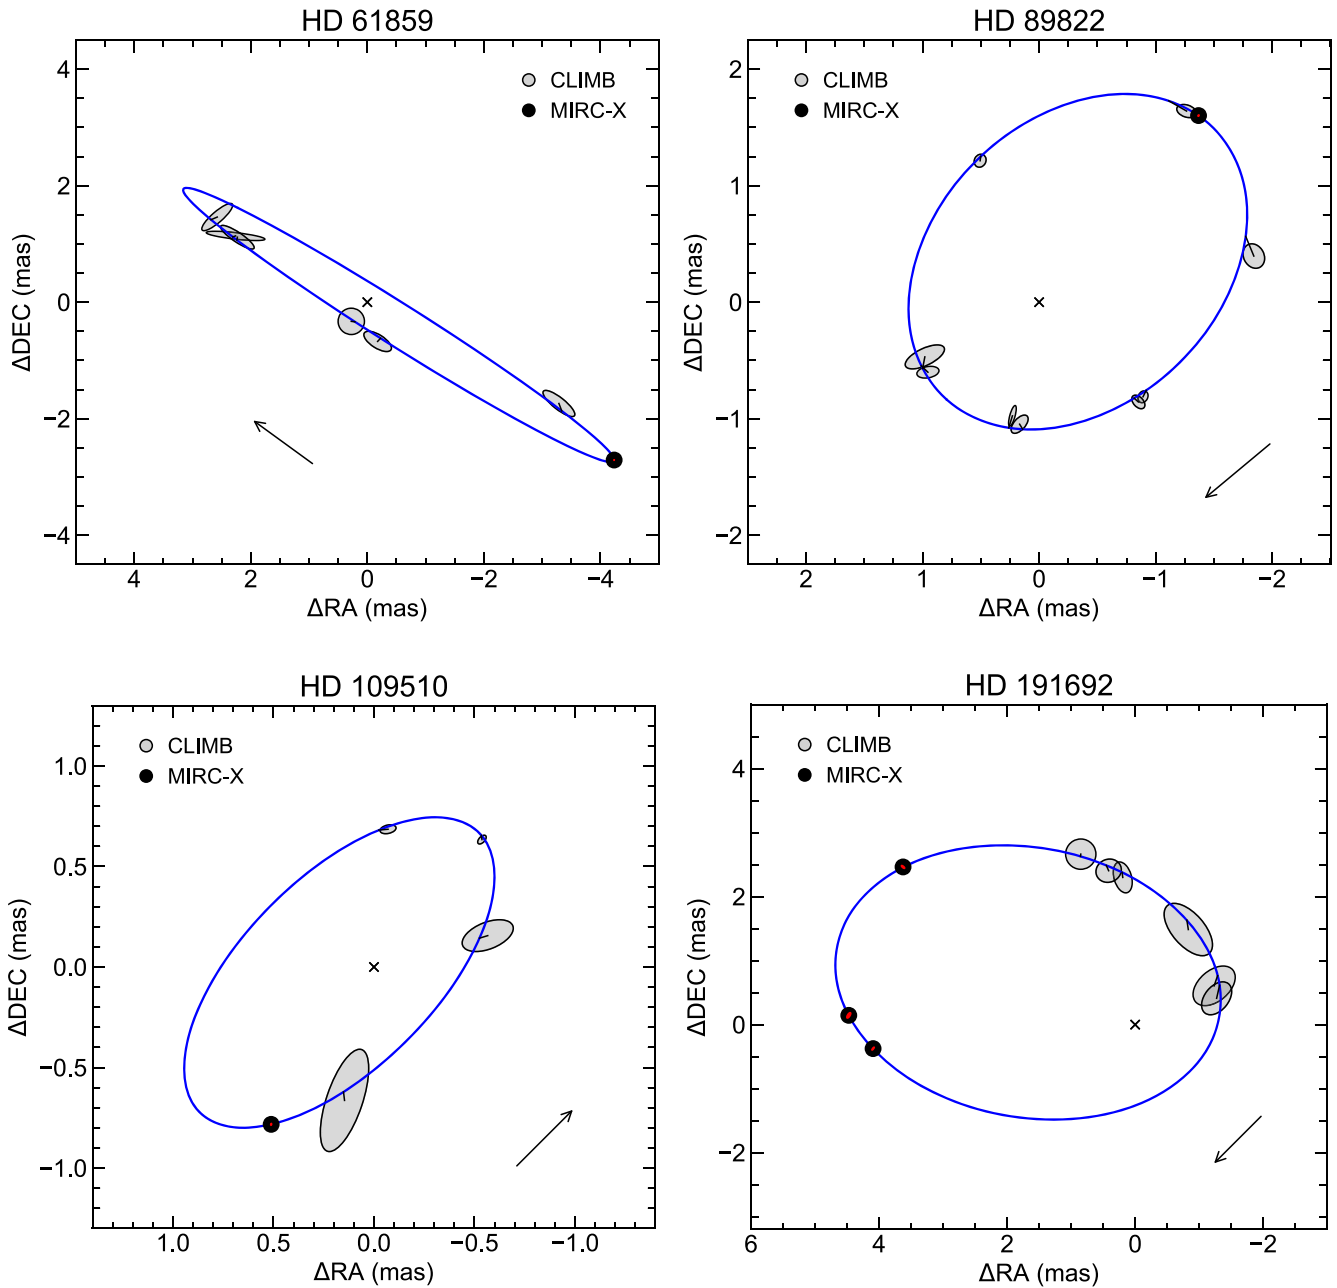 HD 61859
4
2
0
−2
−4
ΔDEC (mas)
CLIMB
MIRC-X
4
2
0
−2
−4
ΔRA (mas)
HD 89822
2
1
0
−1
−2
ΔDEC (mas)
CLIMB
MIRC-X
2
1
0
−1
−2
ΔRA (mas)
HD 109510
1.0
0.5
0.0
−0.5
−1.0
ΔDEC (mas)
CLIMB
MIRC-X
1.0
0.5
0.0
−0.5
−1.0
ΔRA (mas)
HD 191692
4
2
0
−2
ΔDEC (mas)
CLIMB
MIRC-X
6
4
2
0
−2
ΔRA (mas)